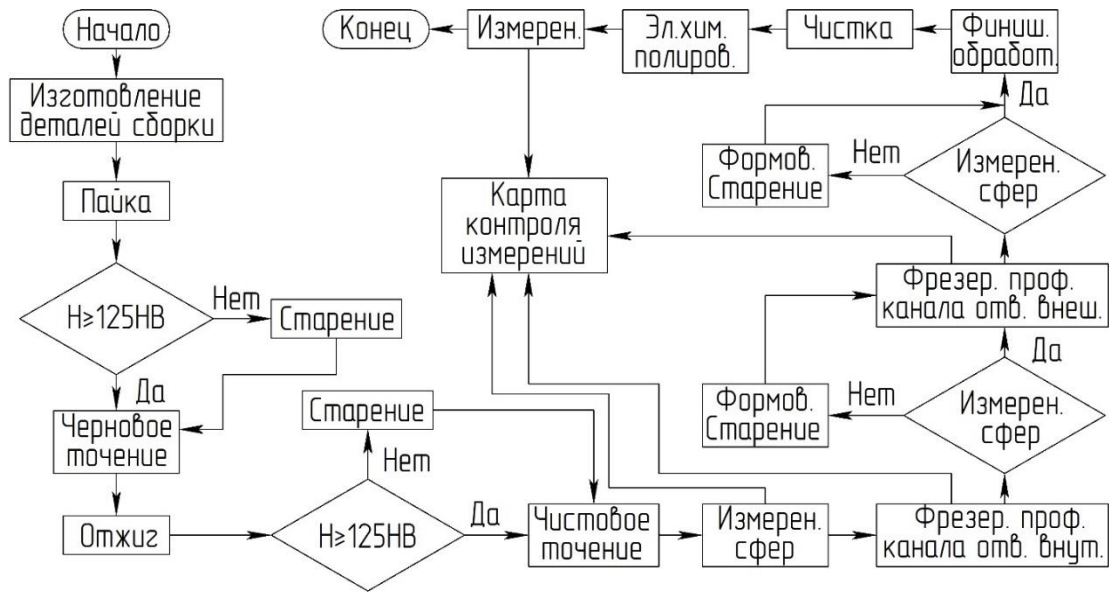 Начало
Изготовление
деталей сборки
Пайка
H≥125HB
Нет
Старение
Да
Черновое
точение
Отжиг
H≥125HB
Нет
Старение
Да
Чистовое
точение
Измерен.
сфер
Фрезер. проф.
канала отв. внут.
Измерен.
сфер
Нет
Формов.
Старение
Да
Фрезер. проф.
канала отв. внеш.
Измерен.
сфер
Нет
Формов.
Старение
Да
Финиш.
обработ.
Чистка
Эл.хим.
полиров.
Измерен.
Конец
Карта
контроля
измерений